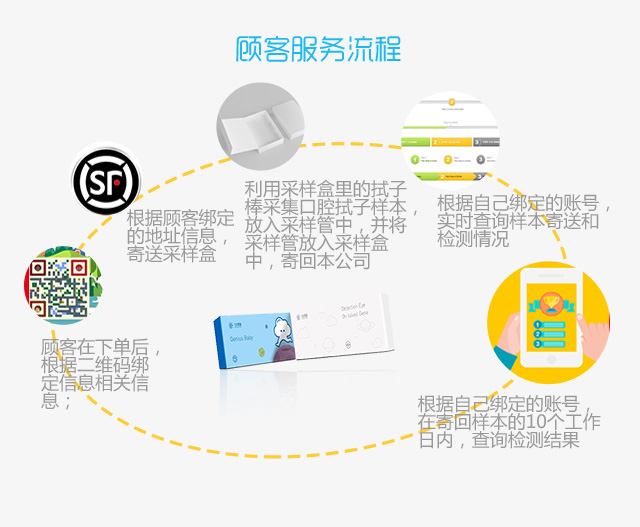 顾客服务流程
SF
根据顾客绑定
的地址信息，
寄送采样盒
利用采样盒里的拭子
棒采集口腔拭子样本，
放入采样管中，并将
采样管放入采样盒
中，寄回本公司
根据自己绑定的账号，
实时查询样本寄送和
检测情况
顾客在下单后，
根据二维码绑
定信息相关信
息；
Genius Baby
根据自己绑定的账号，
在寄回样本的10个工作
日内，查询检测结果